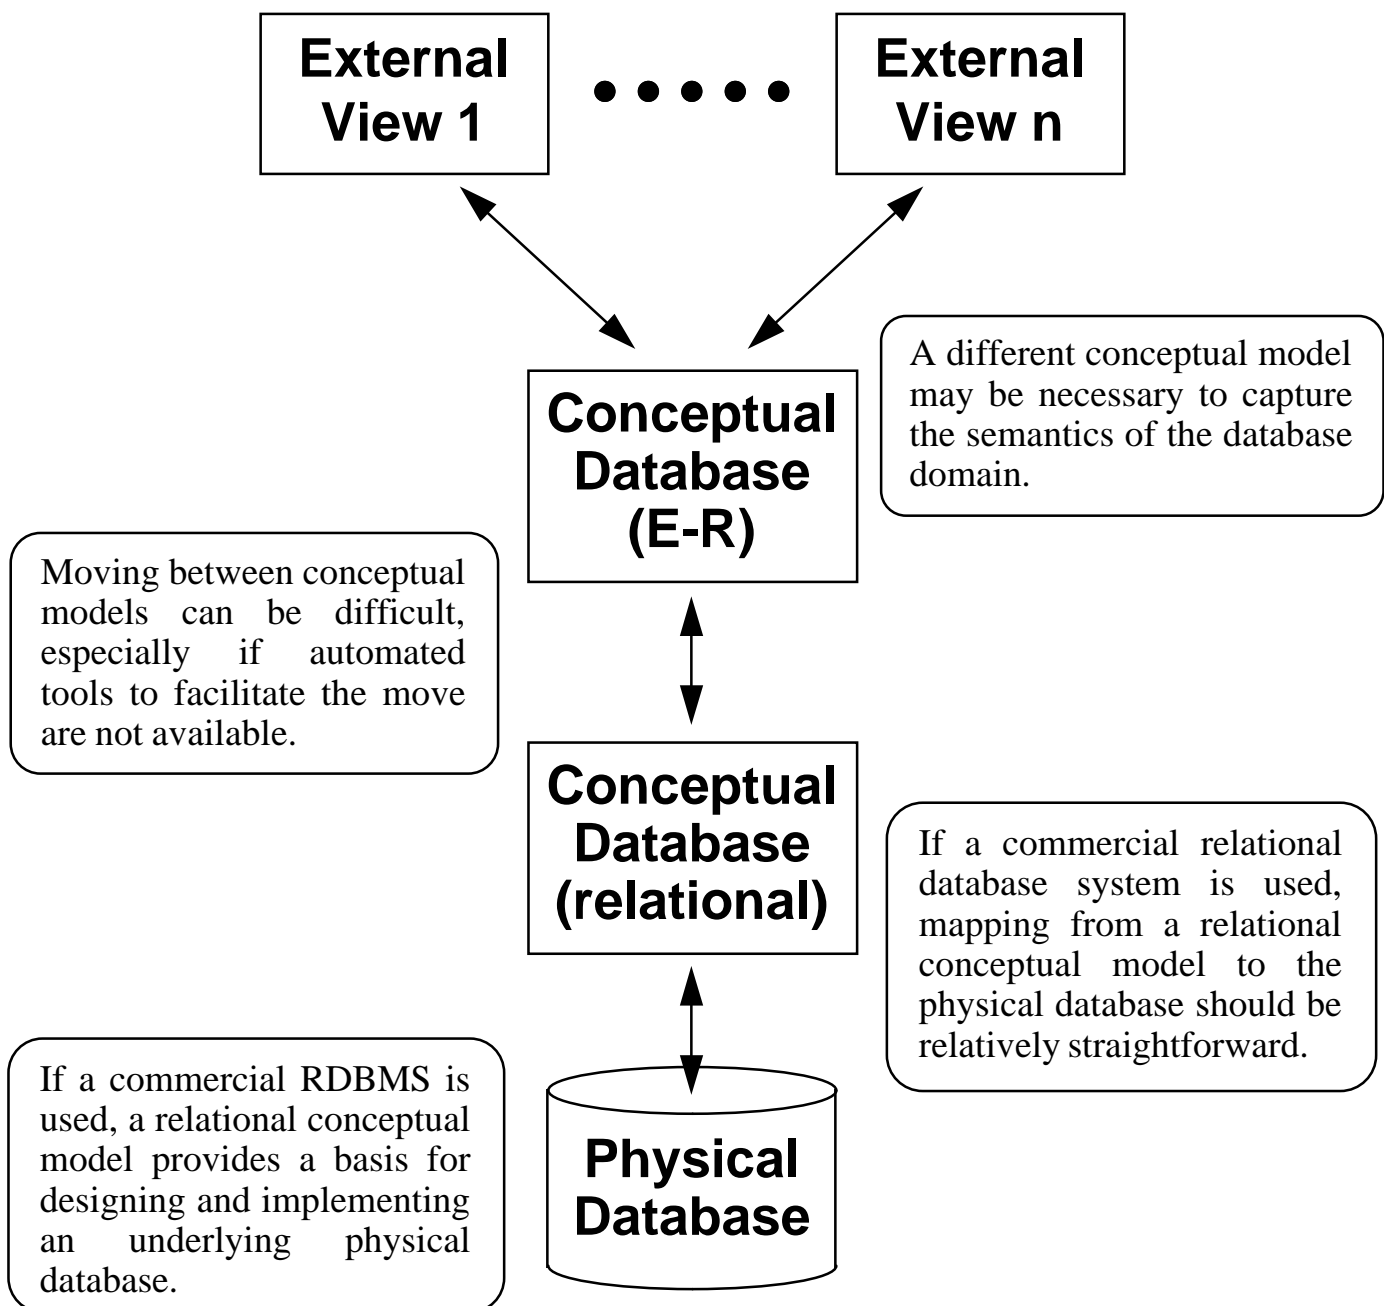 External
View 1
External
View n
A different conceptual model
may be necessary to capture
the semantics of the database
domain.
Conceptual
Database
(E-R)
Moving between conceptual
models can be difficult,
especially if automated
tools to facilitate the move
are not available.
Conceptual
Database
(relational)
If a commercial relational
database system is used,
mapping from a relational
conceptual model to the
physical database should be
relatively straightforward.
If a commercial RDBMS is
used, a relational conceptual
model provides a basis for
designing and implementing
an underlying physical
database.
Physical
Database